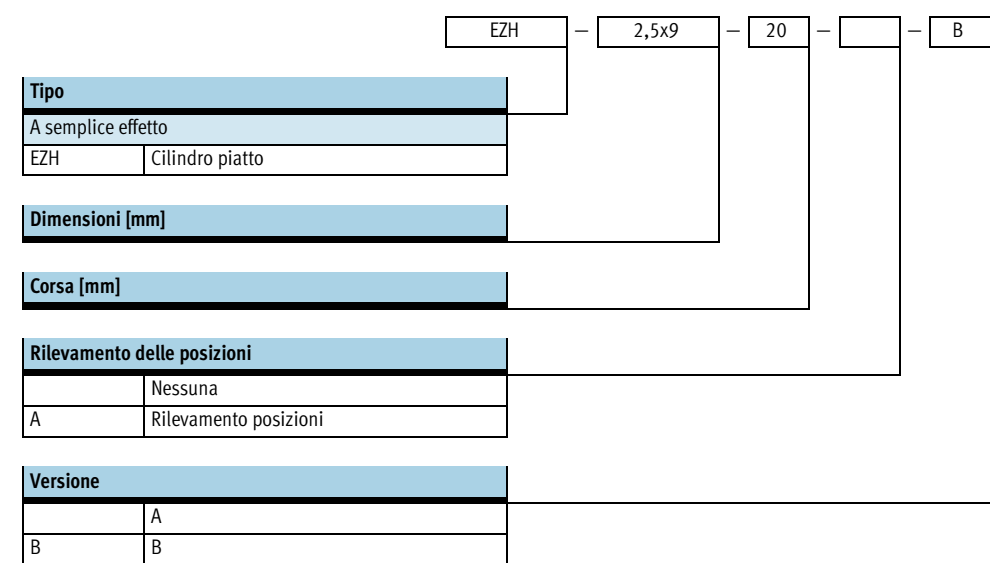 EZH – 2,5x9 – 20 – – B
Tipo
A semplice effetto
EZH Cilindro piatto
Dimensioni [mm]
Corsa [mm]
Rilevamento delle posizioni
Nessuna
A Rilevamento posizioni
Versione
A
B B